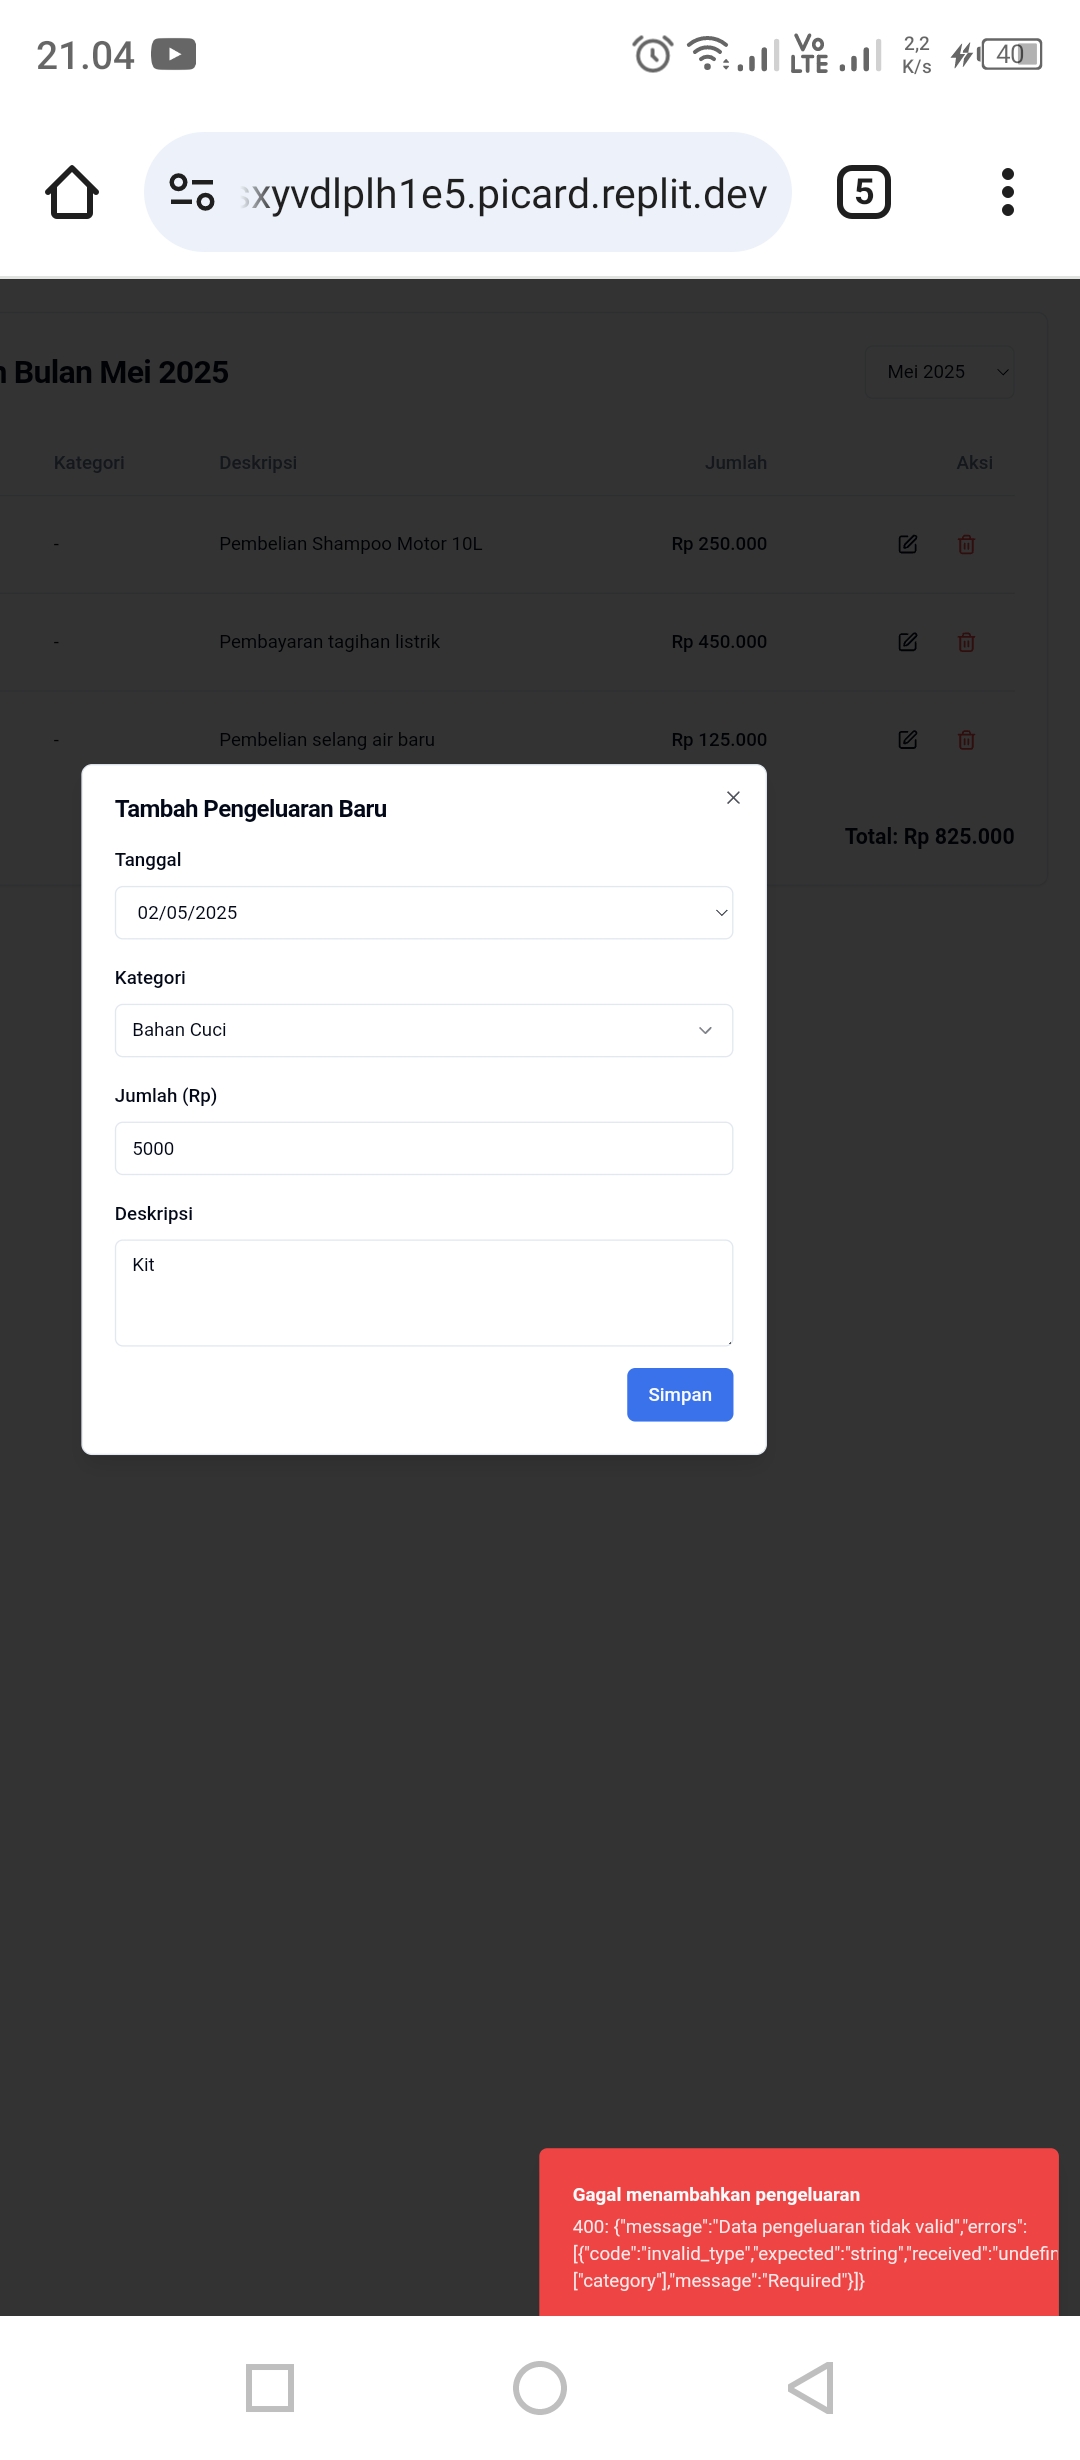 21.04
Vo LTE
2,2 K/s
40
xyvdlplh1e5.picard.replit.dev
5
Bulan Mei 2025
Mei 2025
Kategori Deskripsi Jumlah Aksi
- Pembelian Shampoo Motor 10L Rp 250.000
- Pembayaran tagihan listrik Rp 450.000
- Pembelian selang air baru Rp 125.000
Total: Rp 825.000
Tambah Pengeluaran Baru
Tanggal
02/05/2025
Kategori
Bahan Cuci
Jumlah (Rp)
5000
Deskripsi
Kit
Simpan
Gagal menambahkan pengeluaran
400: {"message":"Data pengeluaran tidak valid","errors":
[{"code":"invalid_type","expected":"string","received":"undefin
["category"],"message":"Required"}]}